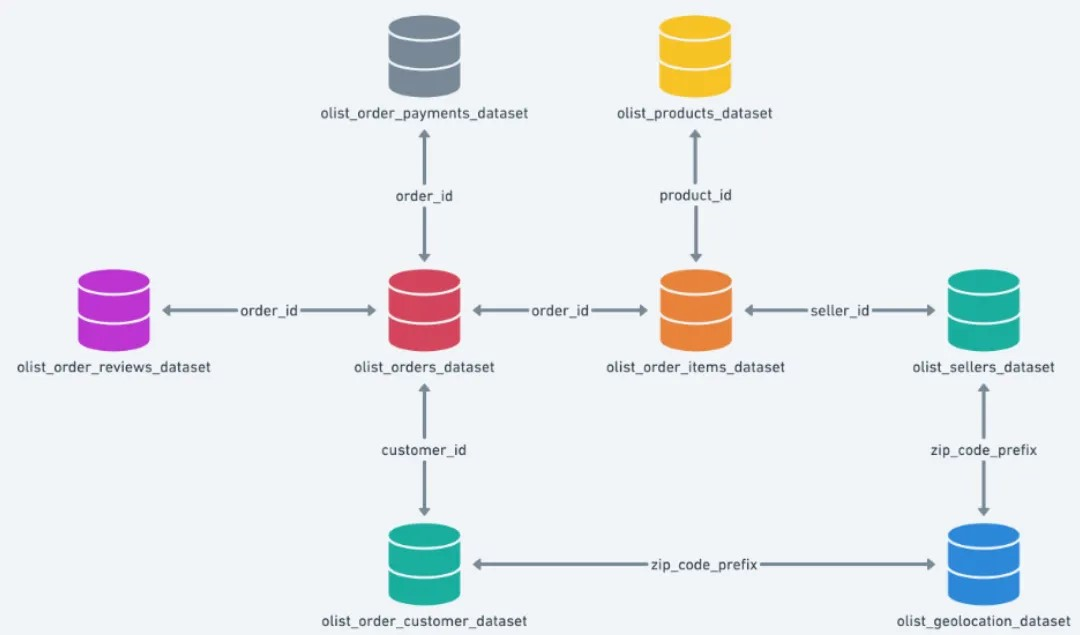 olist_order_payments_dataset
olist_products_dataset
order_id
product_id
order_id
order_id
seller_id
olist_order_reviews_dataset
olist_orders_dataset
olist_order_items_dataset
olist_sellers_dataset
customer_id
zip_code_prefix
zip_code_prefix
olist_order_customer_dataset
olist_geolocation_dataset